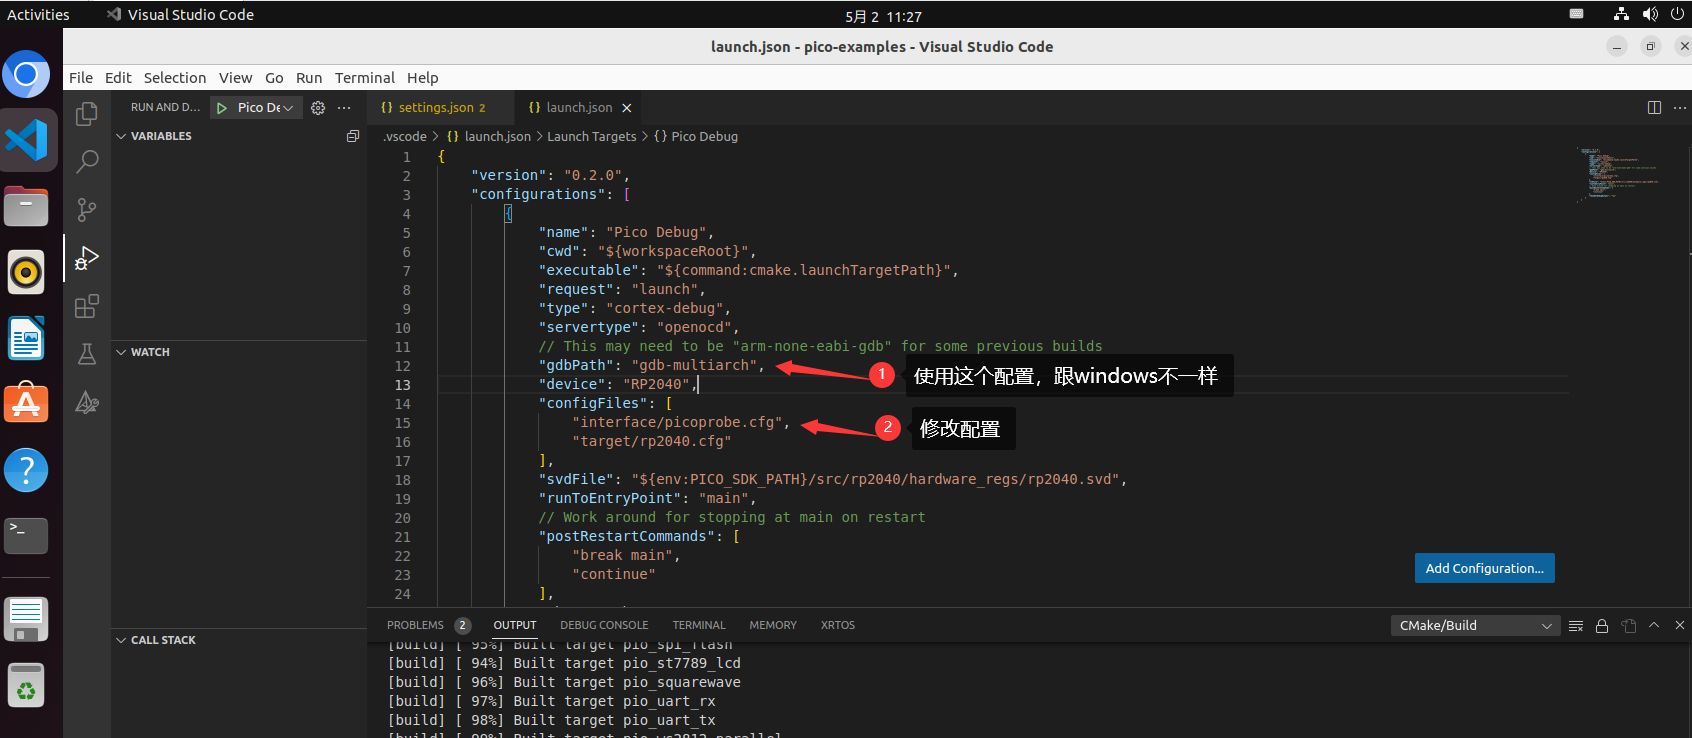 Activities
Visual Studio Code
5月 2 11:27
launch.json - pico-examples - Visual Studio Code
File Edit Selection View Go Run Terminal Help
RUN AND D...
Pico De
settings.json 2
launch.json
VARIABLES
.vscode > launch.json > Launch Targets > {} Pico Debug
1 {
2 "version": "0.2.0",
3 "configurations": [
4 {
5 "name": "Pico Debug",
6 "cwd": "${workspaceRoot}",
7 "executable": "${command:cmake.launchTargetPath}",
8 "request": "launch",
9 "type": "cortex-debug",
10 "servertype": "openocd",
11 // This may need to be "arm-none-eabi-gdb" for some previous builds
12 "gdbPath": "gdb-multiarch",
1 使用这个配置，跟windows不一样
13 "device": "RP2040",
14 "configFiles": [
15 "interface/picoprobe.cfg",
2 修改配置
16 "target/rp2040.cfg"
17 ],
18 "svdFile": "${env:PICO_SDK_PATH}/src/rp2040/hardware_regs/rp2040.svd",
19 "runToEntryPoint": "main",
20 // Work around for stopping at main on restart
21 "postRestartCommands": [
22 "break main",
23 "continue"
24 ],
WATCH
CALL STACK
Add Configuration...
PROBLEMS 2 OUTPUT DEBUG CONSOLE TERMINAL MEMORY XRTOS
CMake/Build
[build] [ 95%] Built target pio_spi_flash
[build] [ 94%] Built target pio_st7789_lcd
[build] [ 96%] Built target pio_squarewave
[build] [ 97%] Built target pio_uart_rx
[build] [ 98%] Built target pio_uart_tx
[build] [ 99%] Built target pio_ws2812_parallel